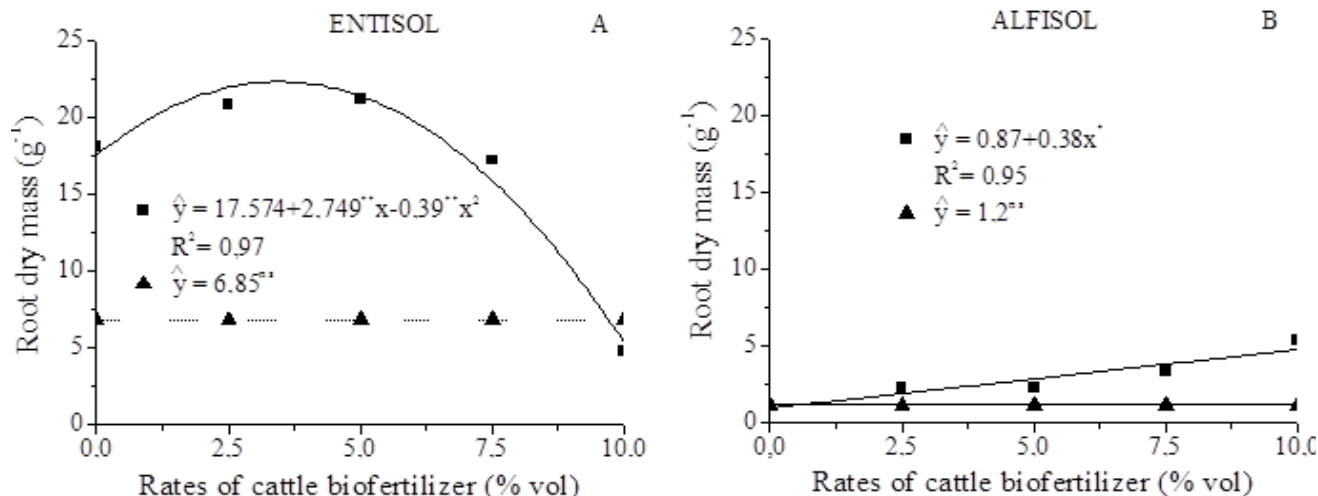 ENTISOL A
25
20
15
10
5
0
Root dry mass (g⁻¹)
■ ŷ = 17.574+2.749**x-0.39**x²
R²= 0.97
▲ ŷ = 6.85ⁿˢ
0.0 2.5 5.0 7.5 10.0
Rates of cattle biofertilizer (% vol)
ALFISOL B
25
20
15
10
5
0
Root dry mass (g⁻¹)
■ ŷ = 0,87+0,38x*
R²= 0,95
▲ ŷ = 1,2ⁿˢ
0,0 2,5 5,0 7,5 10,0
Rates of cattle biofertilizer (% vol)